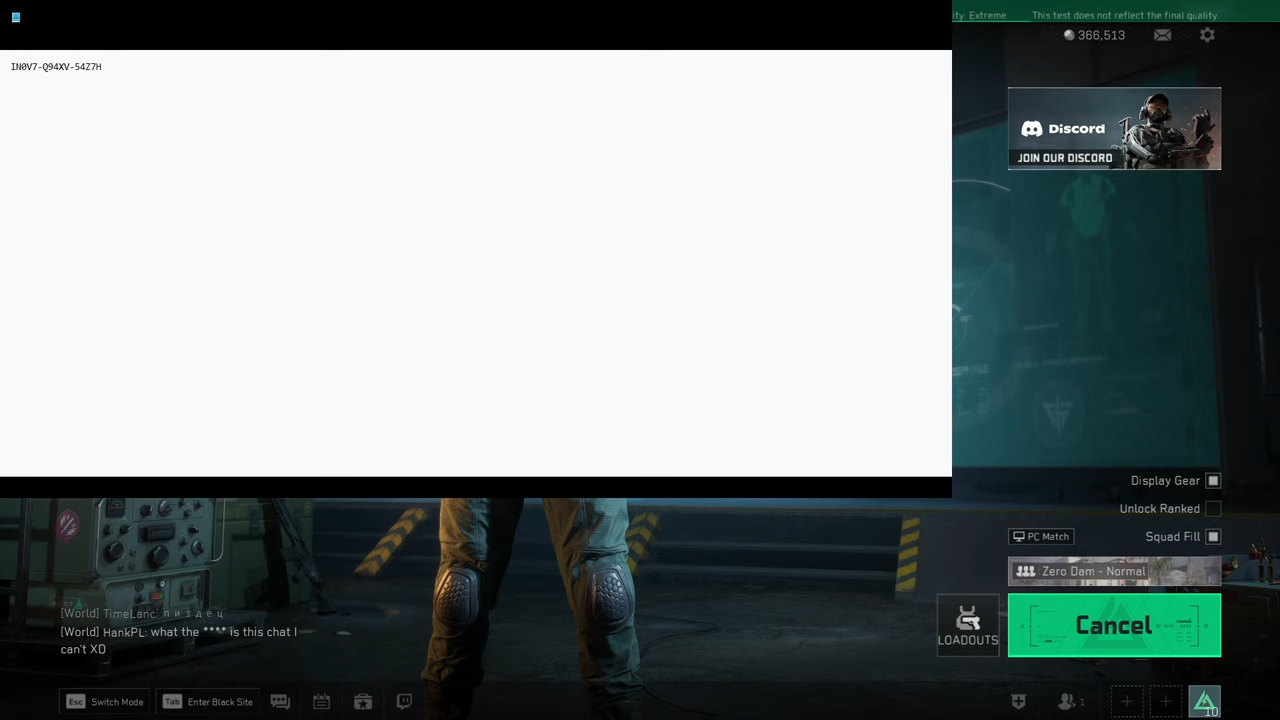 IN0V7-Q94XV-54Z7H
ity Extreme
This test does not reflect the final quality.
366,513
Discord
JOIN OUR DISCORD
Display Gear
Unlock Ranked
PC Match
Squad Fill
Zero Dam - Normal
LOADOUTS
Cancel
[World] TimeLanc: п и з д е ц
[World] HankPL: what the **** is this chat I
can't XD
Esc Switch Mode
Tab Enter Black Site
1
10